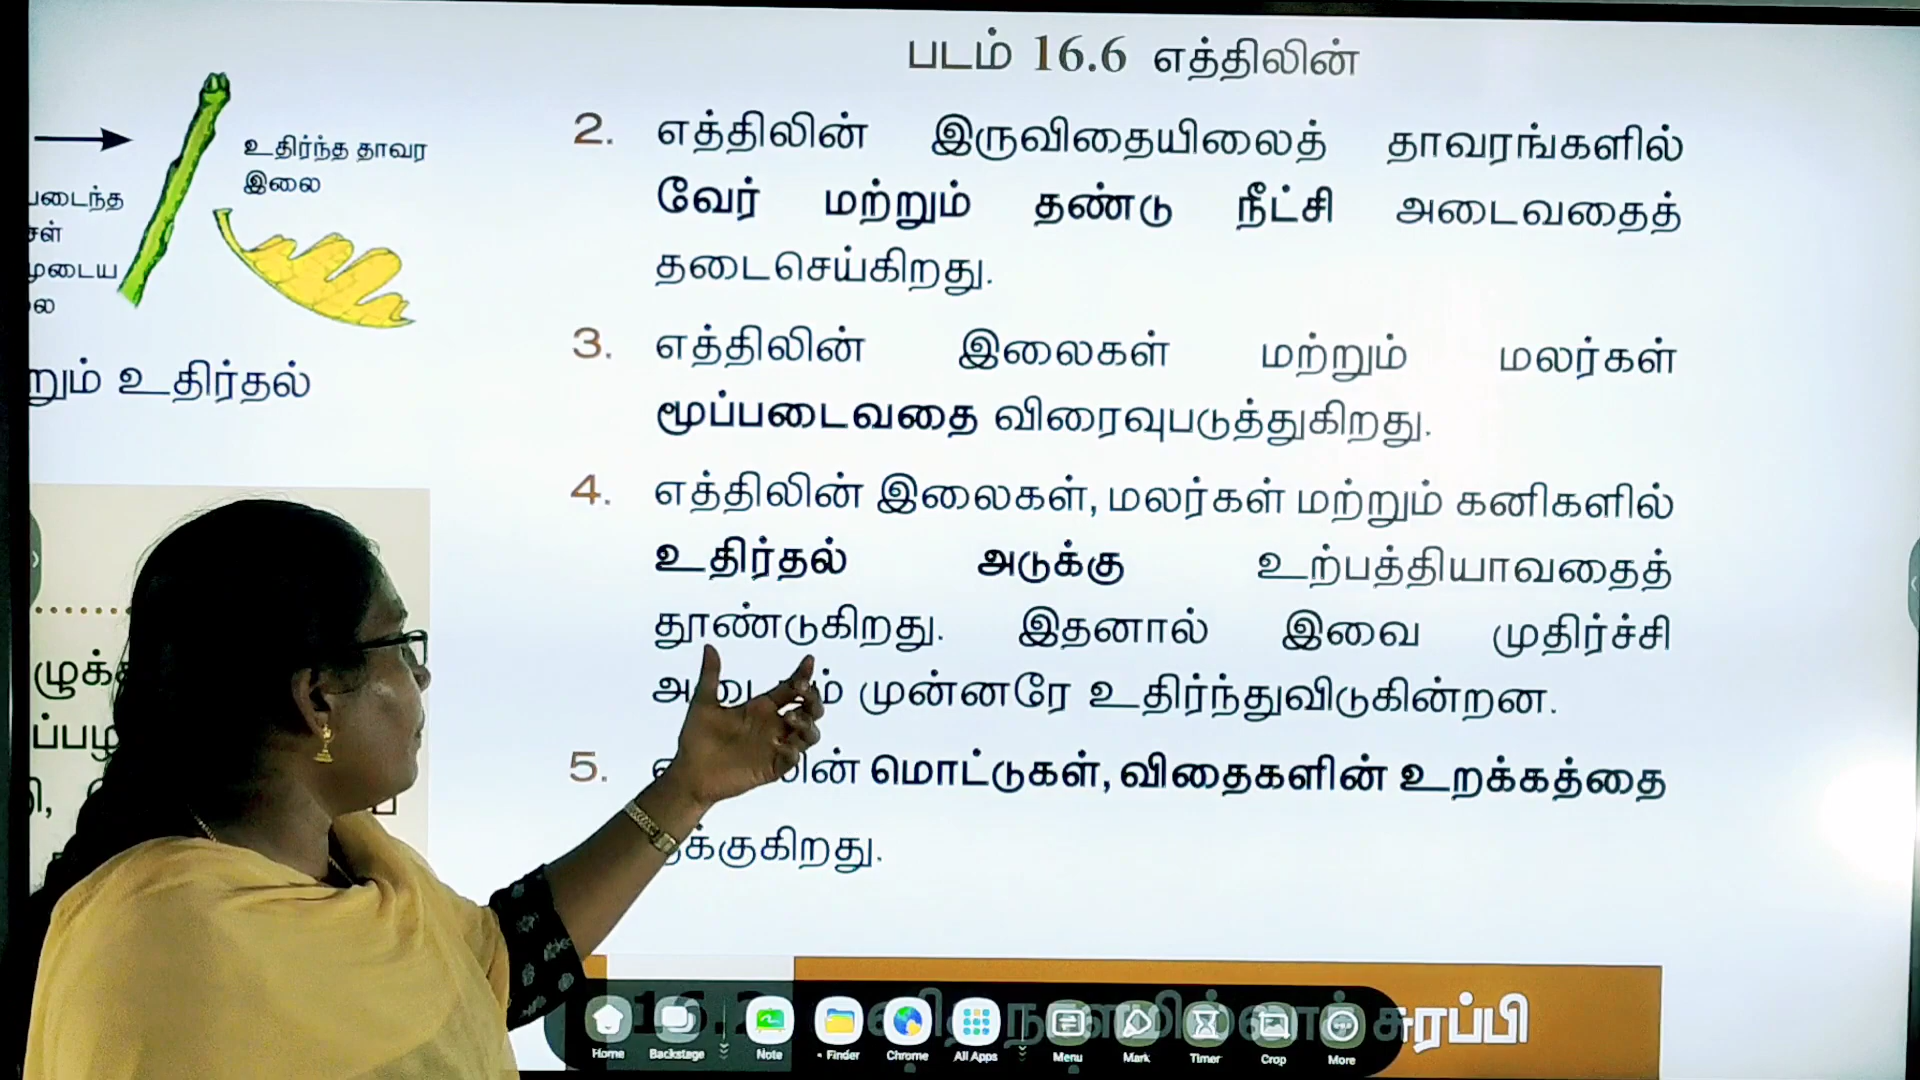 படம் 16.6 எத்திலின்
உதிர்ந்த தாவர
இலை
உதிர்தல்
2. எத்திலின் இருவிதையிலைத் தாவரங்களில்
வேர் மற்றும் தண்டு நீட்சி அடைவதைத்
தடைசெய்கிறது.
3. எத்திலின் இலைகள் மற்றும் மலர்கள்
மூப்படைவதை விரைவுபடுத்துகிறது.
4. எத்திலின் இலைகள், மலர்கள் மற்றும் கனிகளில்
உதிர்தல் அடுக்கு உற்பத்தியாவதைத்
தூண்டுகிறது. இதனால் இவை முதிர்ச்சி
முன்னரே உதிர்ந்துவிடுகின்றன.
5. மொட்டுகள், விதைகளின் உறக்கத்தை
Home Backstage Note Finder Chrome All Apps Menu Mark Timer Crop More